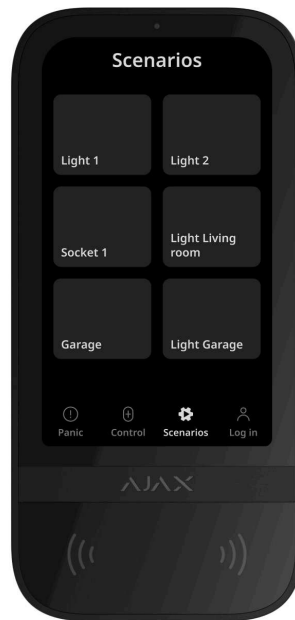 Scenarios
Light 1
Light 2
Socket 1
Light Living
room
Garage
Light Garage
Panic
Control
Scenarios
Log in
AJAX